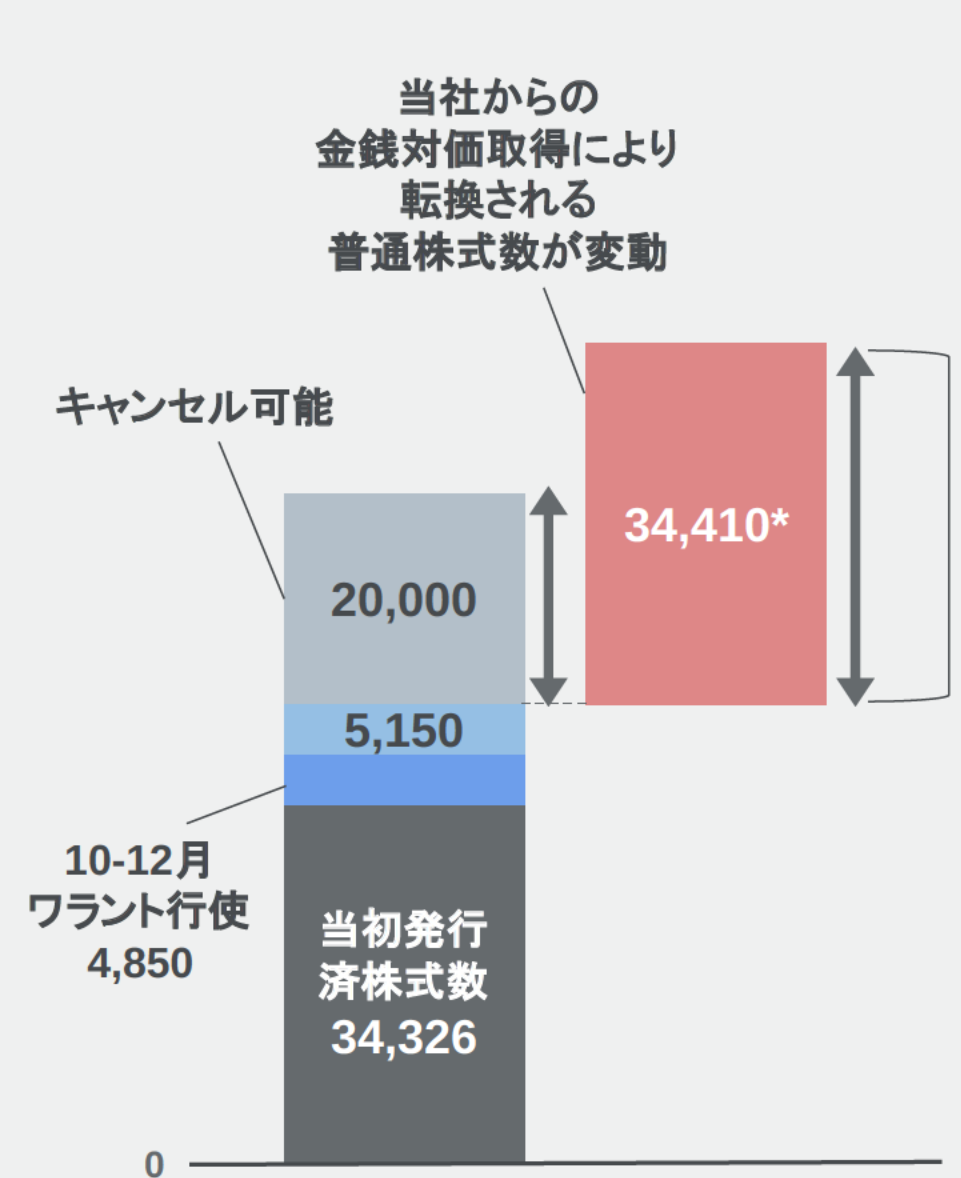 当社からの
金銭対価取得により
転換される
普通株式数が変動
キャンセル可能
34,410*
20,000
5,150
10-12月
ワラント行使
4,850
当初発行
済株式数
34,326
0